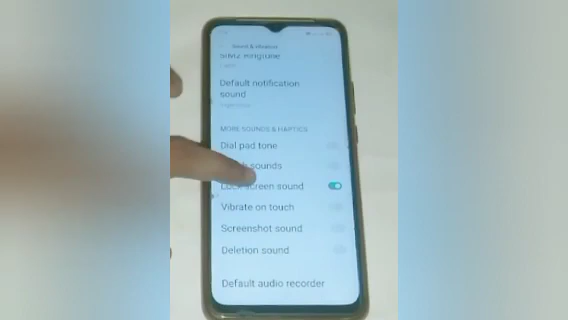 Sound & vibration
SIM2 Ringtone
Default notification
sound
MORE SOUNDS & HAPTICS
Dial pad tone
sounds
Lock screen sound
Vibrate on touch
Screenshot sound
Deletion sound
Default audio recorder